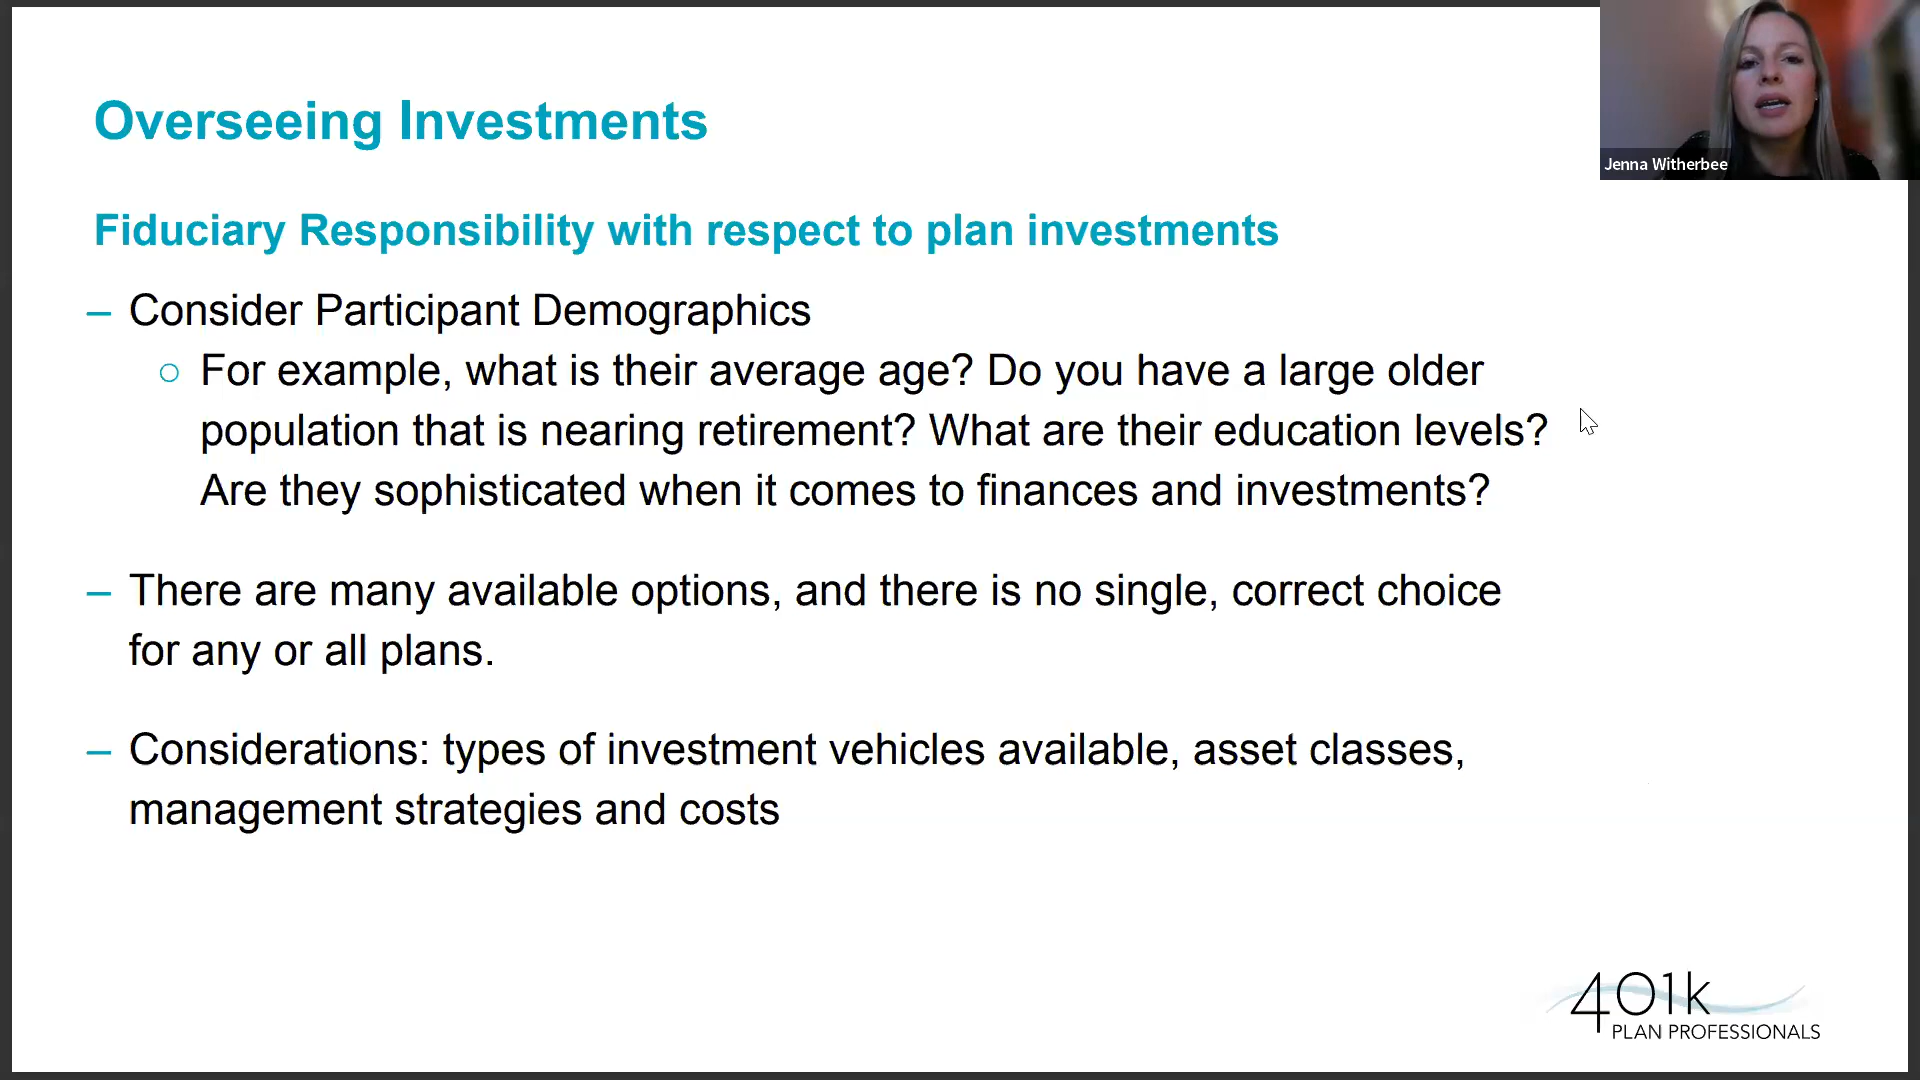 Overseeing Investments
Jenna Witherbee
Fiduciary Responsibility with respect to plan investments
– Consider Participant Demographics
○ For example, what is their average age? Do you have a large older
population that is nearing retirement? What are their education levels?
Are they sophisticated when it comes to finances and investments?
– There are many available options, and there is no single, correct choice
for any or all plans.
– Considerations: types of investment vehicles available, asset classes,
management strategies and costs
401k
PLAN PROFESSIONALS